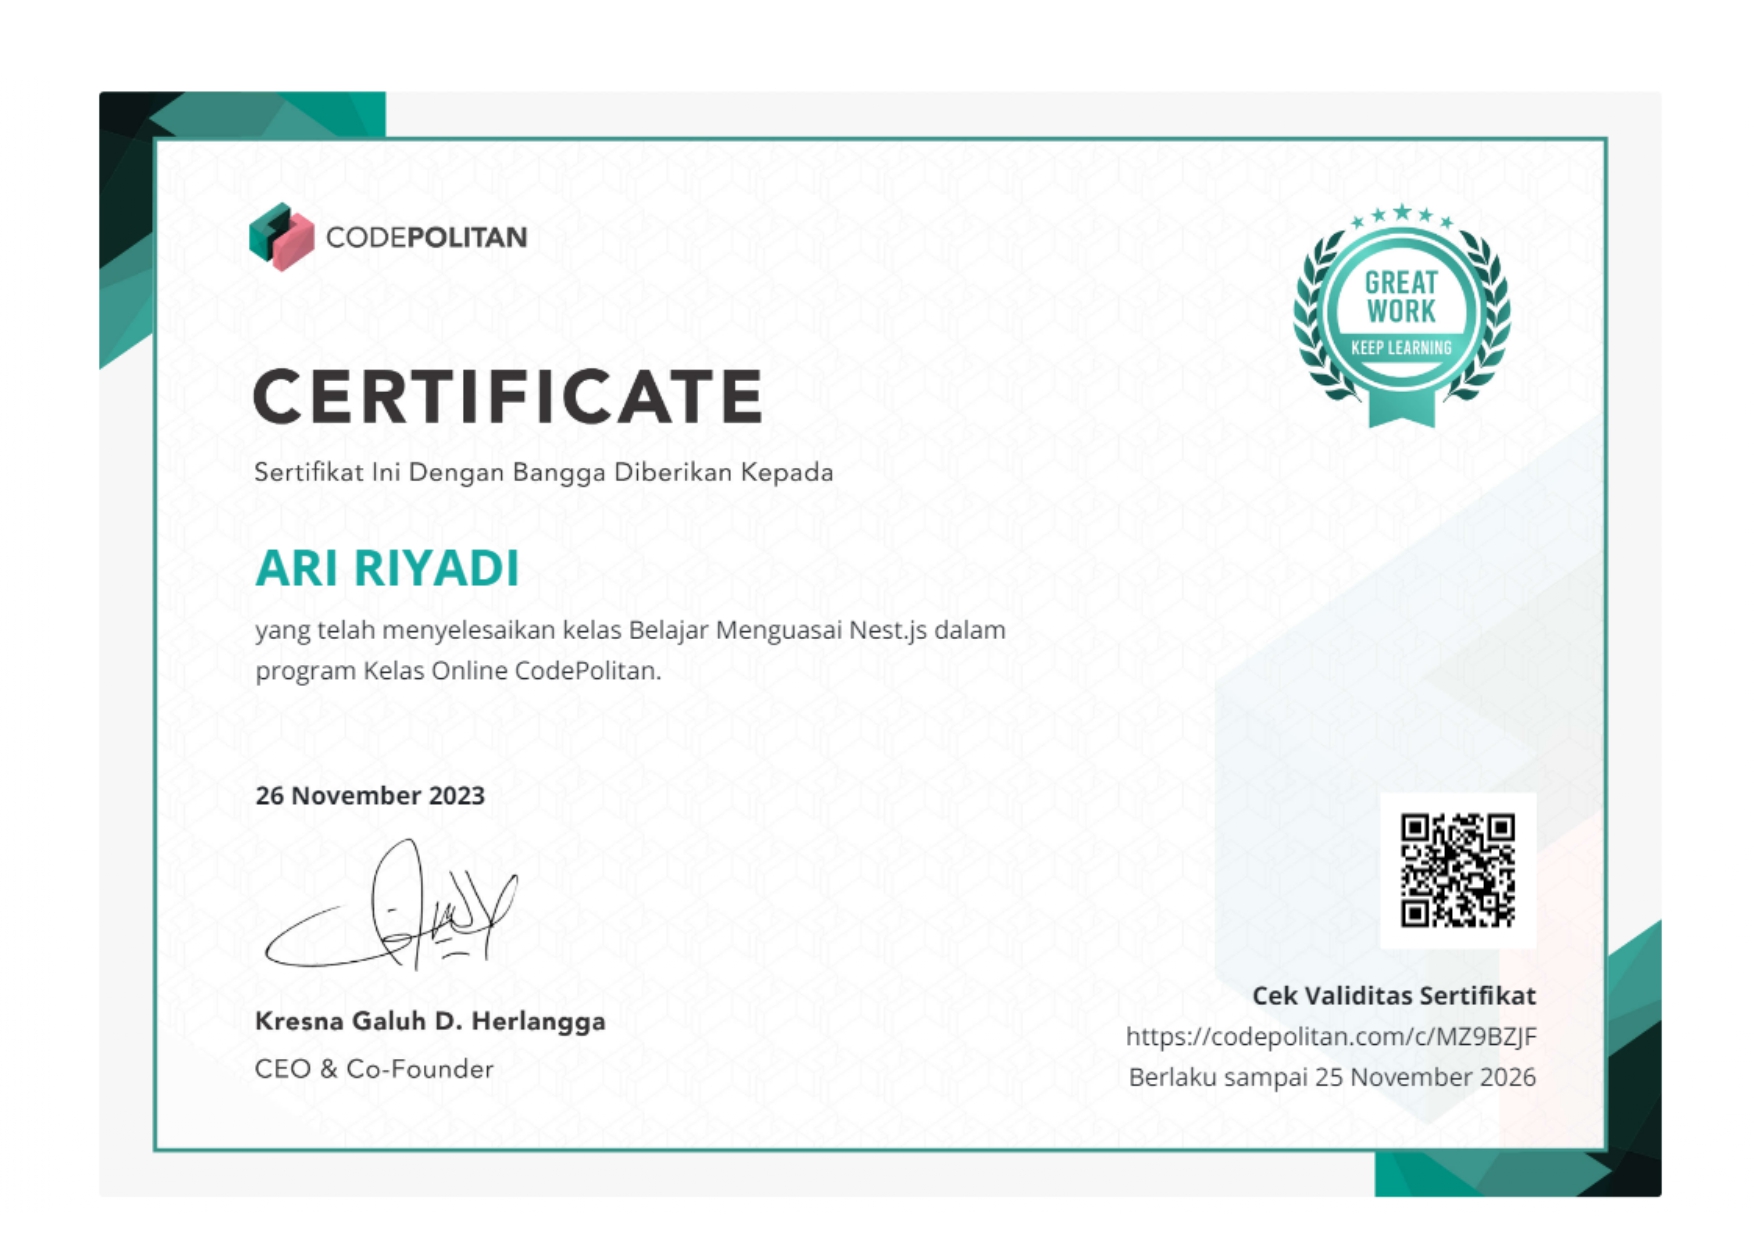 CODEPOLITAN
GREAT
WORK
KEEP LEARNING
CERTIFICATE
Sertifikat Ini Dengan Bangga Diberikan Kepada
ARI RIYADI
yang telah menyelesaikan kelas Belajar Menguasai Nest.js dalam
program Kelas Online CodePolitan.
26 November 2023
Kresna Galuh D. Herlangga
CEO & Co-Founder
Cek Validitas Sertifikat
https://codepolitan.com/c/MZ9BZJF
Berlaku sampai 25 November 2026